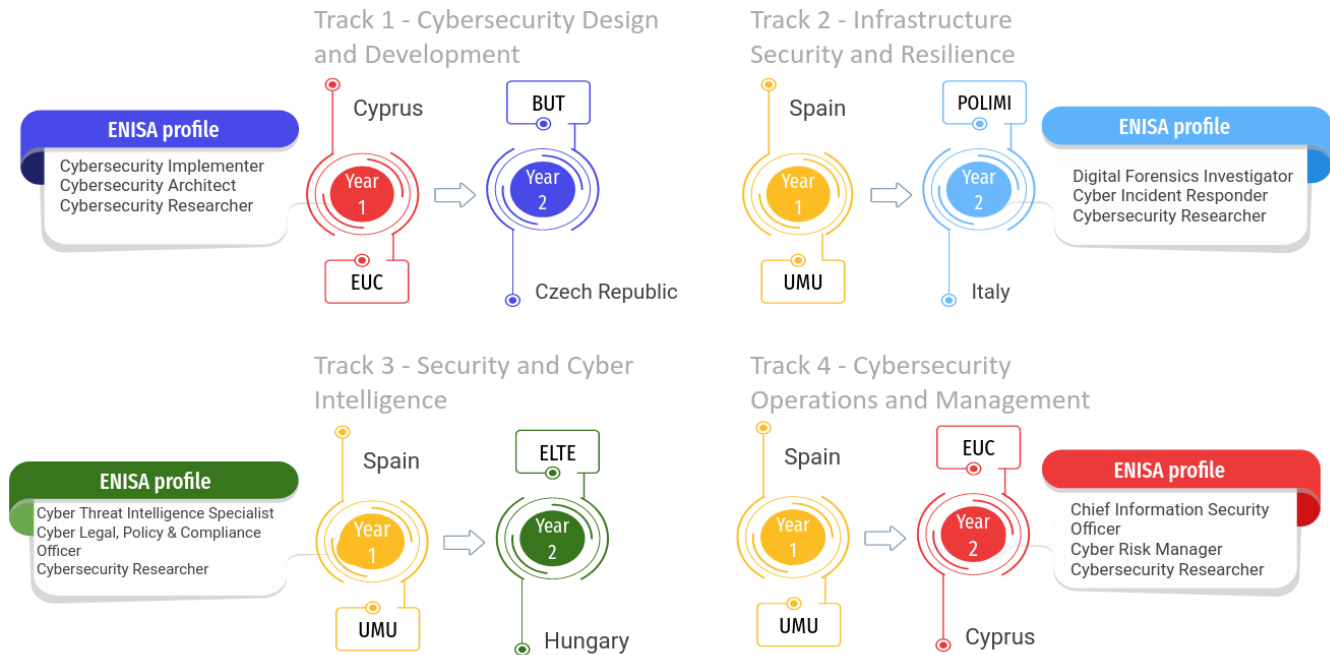 Track 1 - Cybersecurity Design
and Development
ENISA profile
Cybersecurity Implementer
Cybersecurity Architect
Cybersecurity Researcher
Cyprus
Year
1
EUC
BUT
Year
2
Czech Republic
Track 2 - Infrastructure
Security and Resilience
Spain
Year
1
UMU
POLIMI
Year
2
Italy
ENISA profile
Digital Forensics Investigator
Cyber Incident Responder
Cybersecurity Researcher
Track 3 - Security and Cyber
Intelligence
ENISA profile
Cyber Threat Intelligence Specialist
Cyber Legal, Policy & Compliance
Officer
Cybersecurity Researcher
Spain
Year
1
UMU
ELTE
Year
2
Hungary
Track 4 - Cybersecurity
Operations and Management
Spain
Year
1
UMU
EUC
Year
2
Cyprus
ENISA profile
Chief Information Security
Officer
Cyber Risk Manager
Cybersecurity Researcher